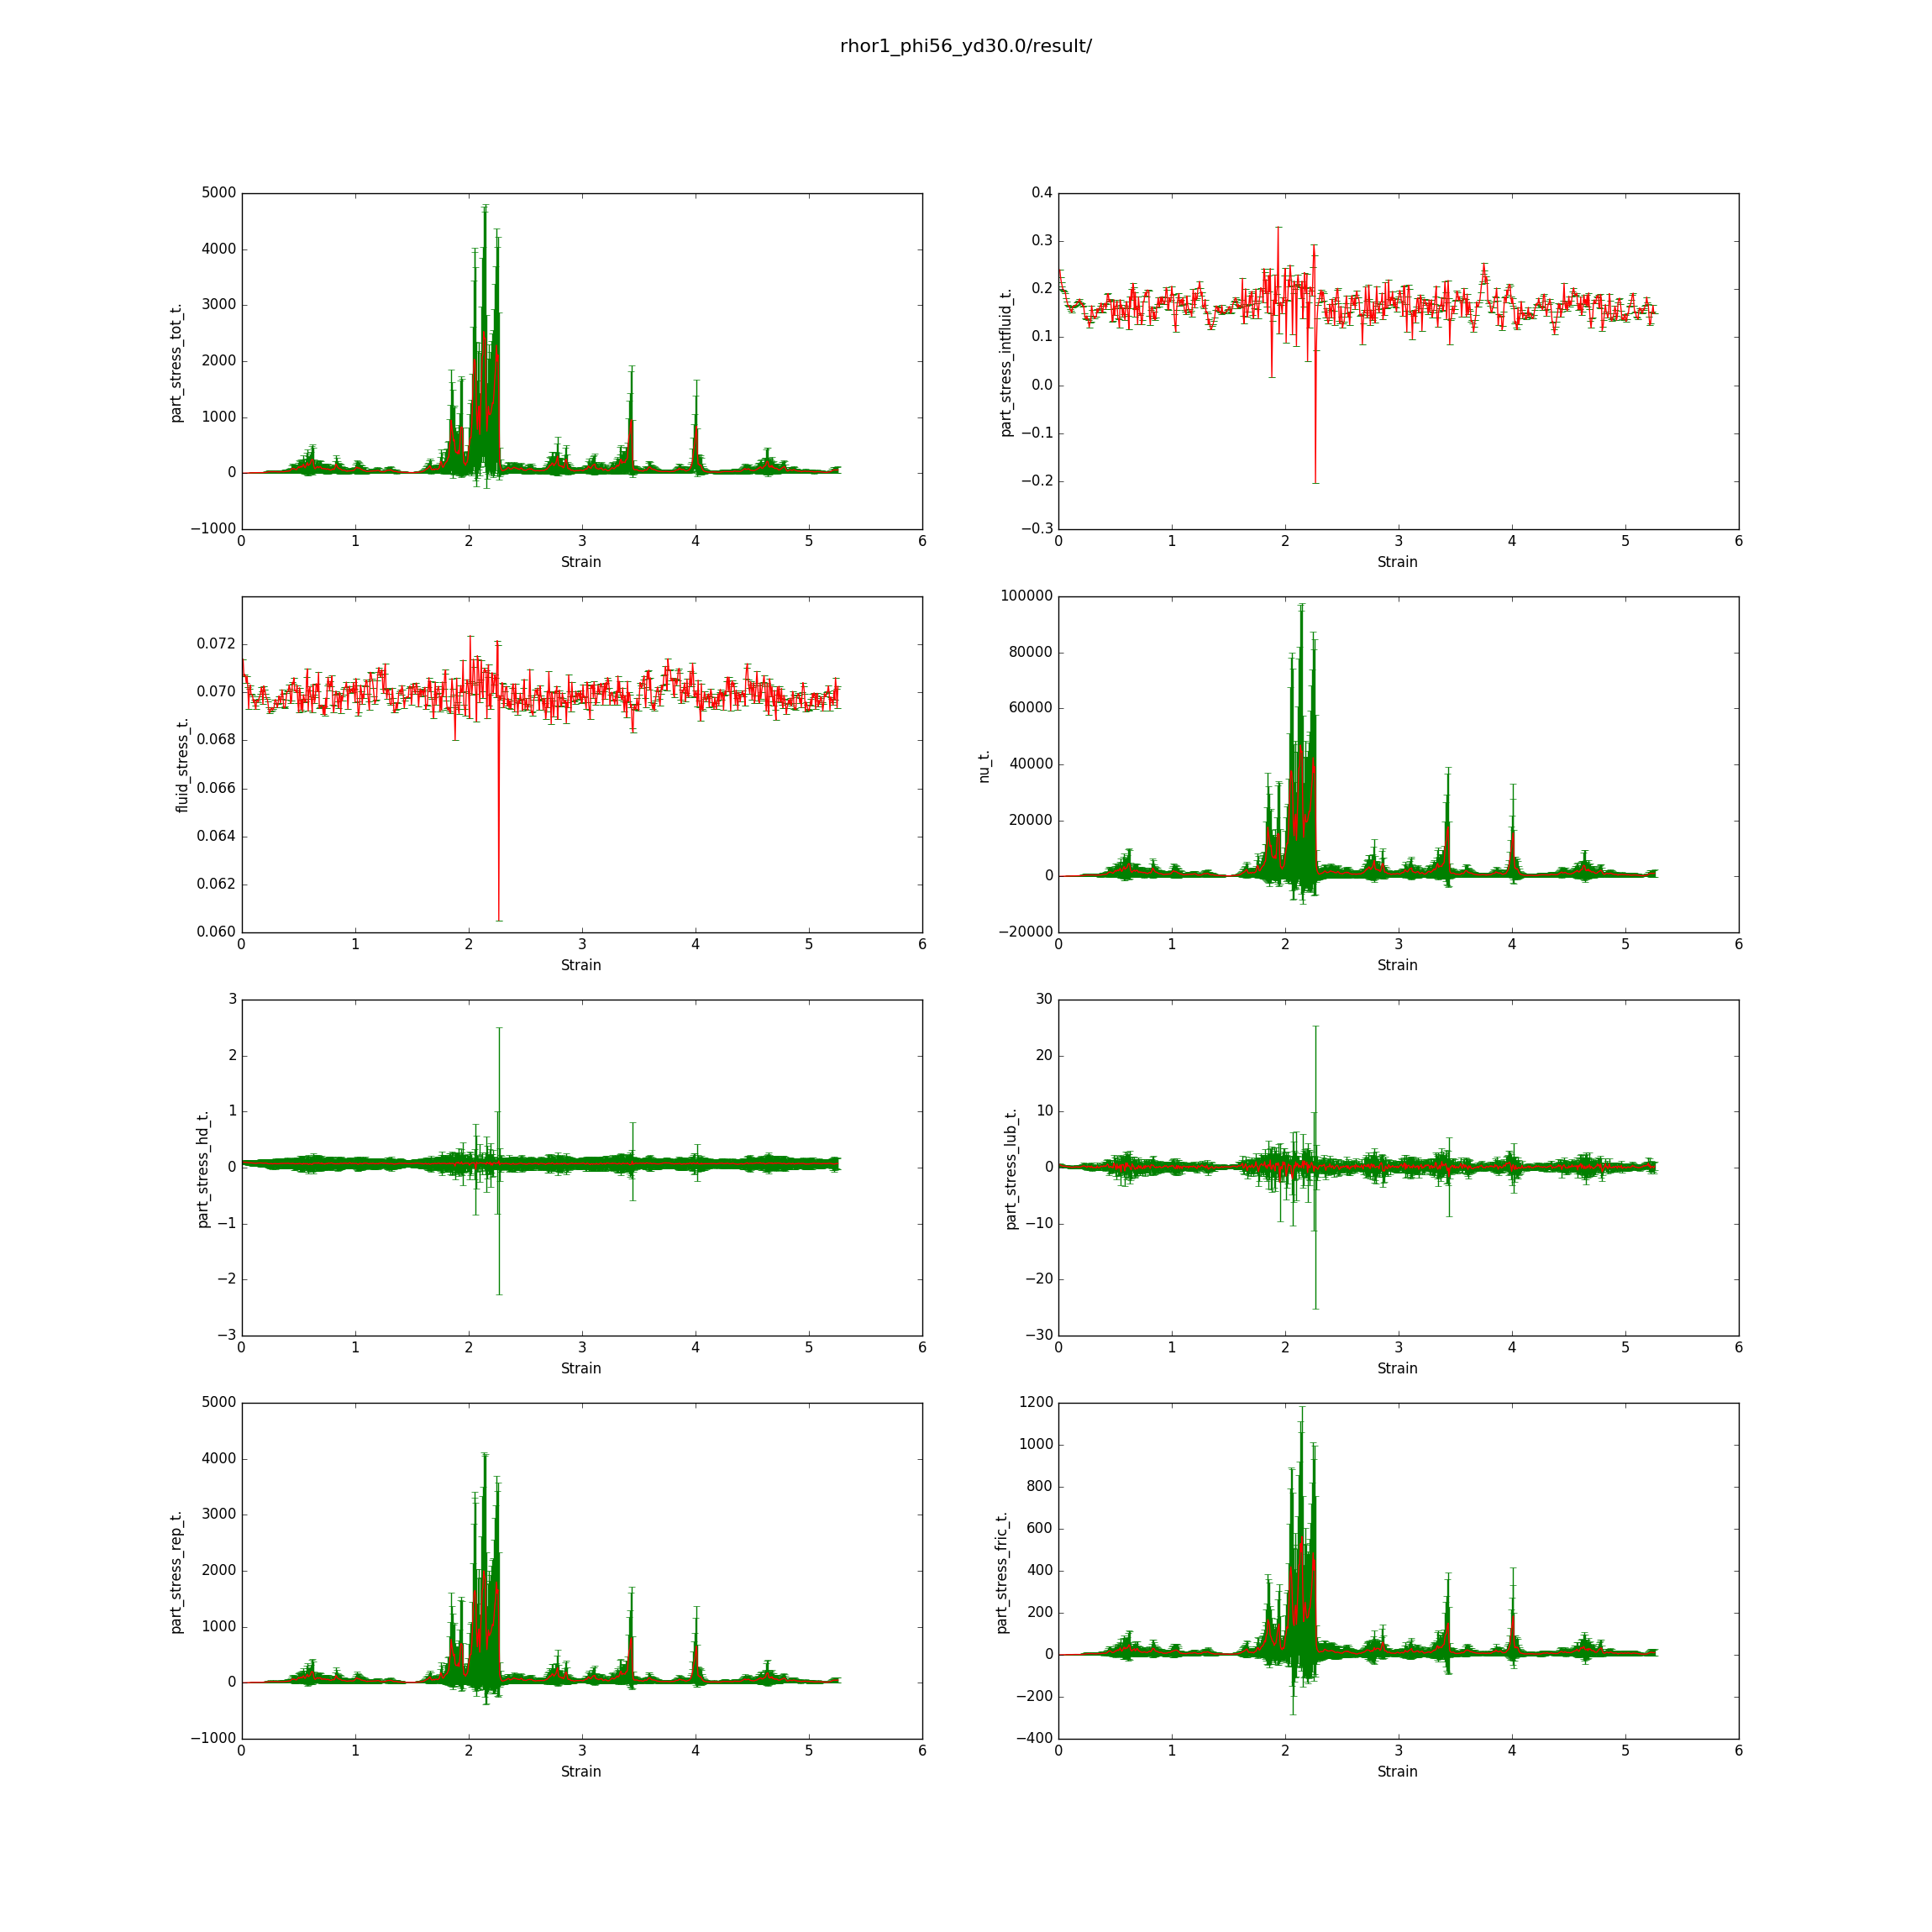 rhor1_phi56_yd30.0/result/
5000
4000
3000
2000
1000
0
−1000
part_stress_tot_t.
0 1 2 3 4 5 6
Strain
0.4
0.3
0.2
0.1
0.0
−0.1
−0.2
−0.3
part_stress_intfluid_t.
0 1 2 3 4 5 6
Strain
0.072
0.070
0.068
0.066
0.064
0.062
0.060
fluid_stress_t.
0 1 2 3 4 5 6
Strain
100000
80000
60000
40000
20000
0
−20000
nu_t.
0 1 2 3 4 5 6
Strain
3
2
1
0
−1
−2
−3
part_stress_hd_t.
0 1 2 3 4 5 6
Strain
30
20
10
0
−10
−20
−30
part_stress_lub_t.
0 1 2 3 4 5 6
Strain
5000
4000
3000
2000
1000
0
−1000
part_stress_rep_t.
0 1 2 3 4 5 6
Strain
1200
1000
800
600
400
200
0
−200
−400
part_stress_fric_t.
0 1 2 3 4 5 6
Strain